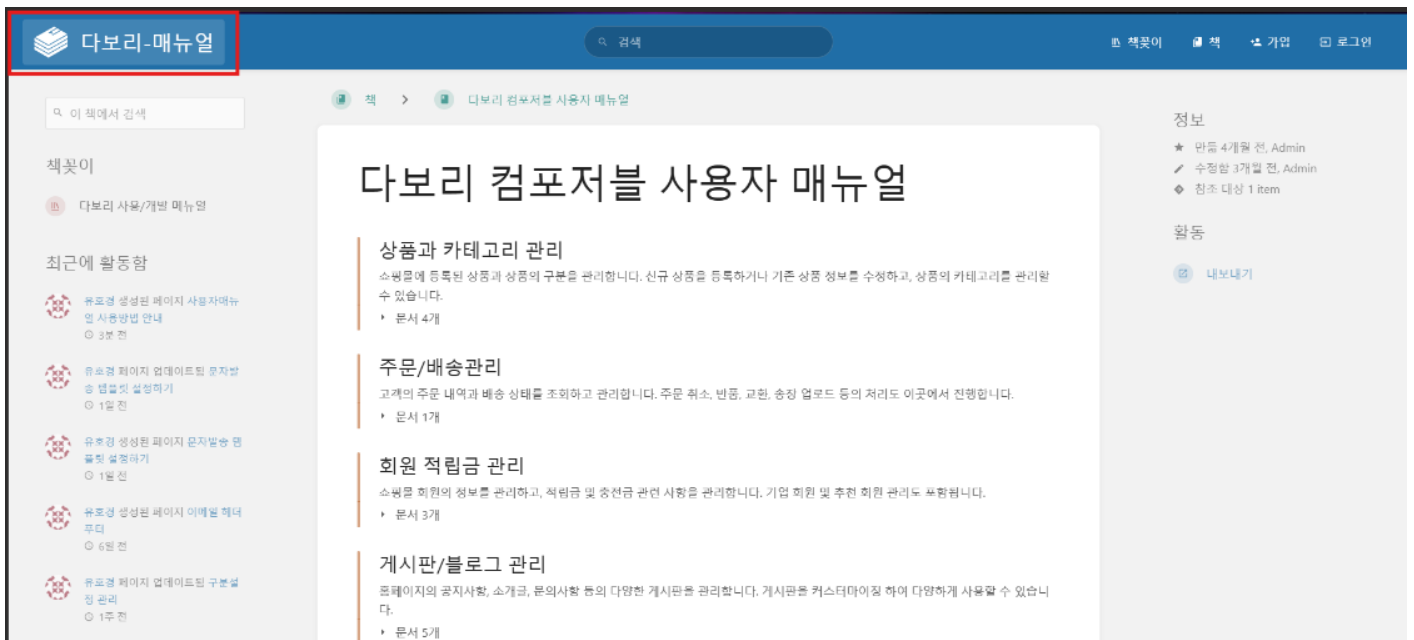 다보리-매뉴얼
검색
책꽂이
책
가입
로그인
이 책에서 검색
책꽂이
다보리 사용/개발 메뉴얼
최근에 활동함
유호경 생성된 페이지 사용자매뉴
얼 사용방법 안내
3분 전
유호경 페이지 업데이트됨 문자발
송 템플릿 설정하기
1일 전
유호경 생성된 페이지 문자발송 템
플릿 설정하기
1일 전
유호경 생성된 페이지 이메일 헤더
푸터
6일 전
유호경 페이지 업데이트됨 구분설
정 관리
1주 전
책
다보리 컴포저블 사용자 매뉴얼
다보리 컴포저블 사용자 매뉴얼
상품과 카테고리 관리
쇼핑몰에 등록된 상품과 상품의 구분을 관리합니다. 신규 상품을 등록하거나 기존 상품 정보를 수정하고, 상품의 카테고리를 관리할
수 있습니다.
문서 4개
주문/배송관리
고객의 주문 내역과 배송 상태를 조회하고 관리합니다. 주문 취소, 반품, 교환, 송장 업로드 등의 처리도 이곳에서 진행합니다.
문서 1개
회원 적립금 관리
쇼핑몰 회원의 정보를 관리하고, 적립금 및 충전금 관련 사항을 관리합니다. 기업 회원 및 추천 회원 관리도 포함됩니다.
문서 3개
게시판/블로그 관리
홈페이지의 공지사항, 소개글, 문의사항 등의 다양한 게시판을 관리합니다. 게시판을 커스터마이징 하여 다양하게 사용할 수 있습니
다.
문서 5개
정보
만듦 4개월 전, Admin
수정함 3개월 전, Admin
참조 대상 1 item
활동
내보내기